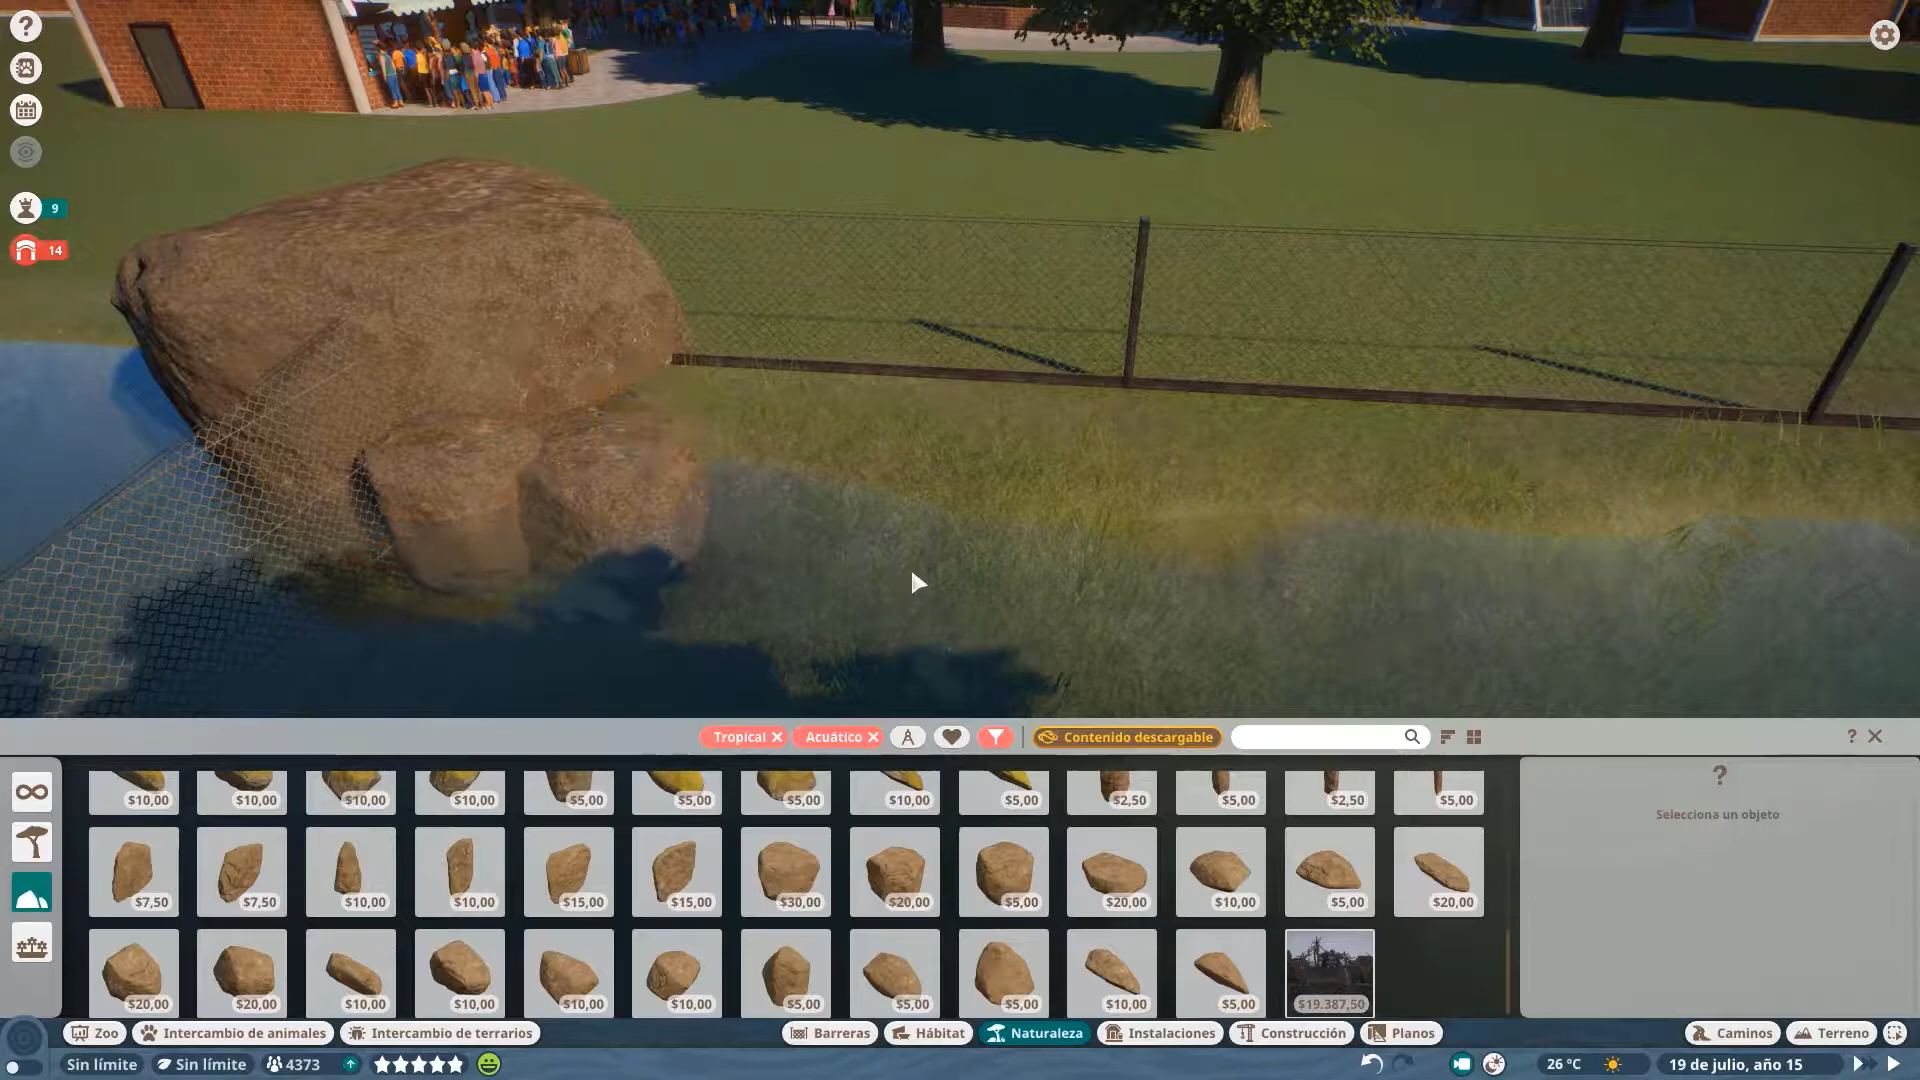 9
14
Tropical
Acuático
Contenido descargable
?
$10,00 $10,00 $10,00 $10,00 $5,00 $5,00 $5,00 $10,00 $5,00 $2,50 $5,00 $2,50 $5,00
?
Selecciona un objeto
$7,50 $7,50 $10,00 $10,00 $15,00 $15,00 $30,00 $20,00 $5,00 $20,00 $10,00 $5,00 $20,00
$20,00 $20,00 $10,00 $10,00 $10,00 $10,00 $5,00 $5,00 $5,00 $10,00 $5,00 $19.387,50
Zoo Intercambio de animales Intercambio de terrarios Barreras Hábitat Naturaleza Instalaciones Construcción Planos Caminos Terreno
Sin límite Sin límite 4373 26 °C 19 de julio, año 15